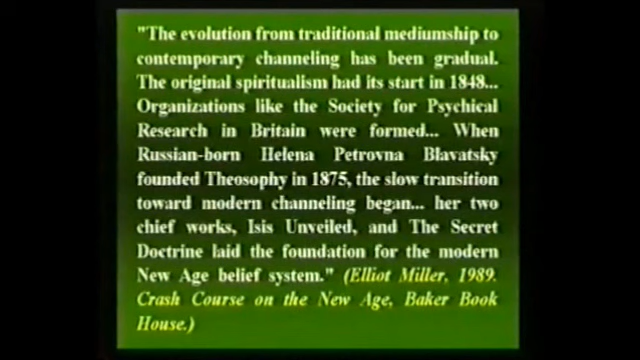 "The evolution from traditional mediumship to
contemporary channeling has been gradual.
The original spiritualism had its start in 1848...
Organizations like the Society for Psychical
Research in Britain were formed... When
Russian-born Helena Petrovna Blavatsky
founded Theosophy in 1875, the slow transition
toward modern channeling began... her two
chief works, Isis Unveiled, and The Secret
Doctrine laid the foundation for the modern
New Age belief system." (Elliot Miller, 1989.
Crash Course on the New Age, Baker Book
House.)